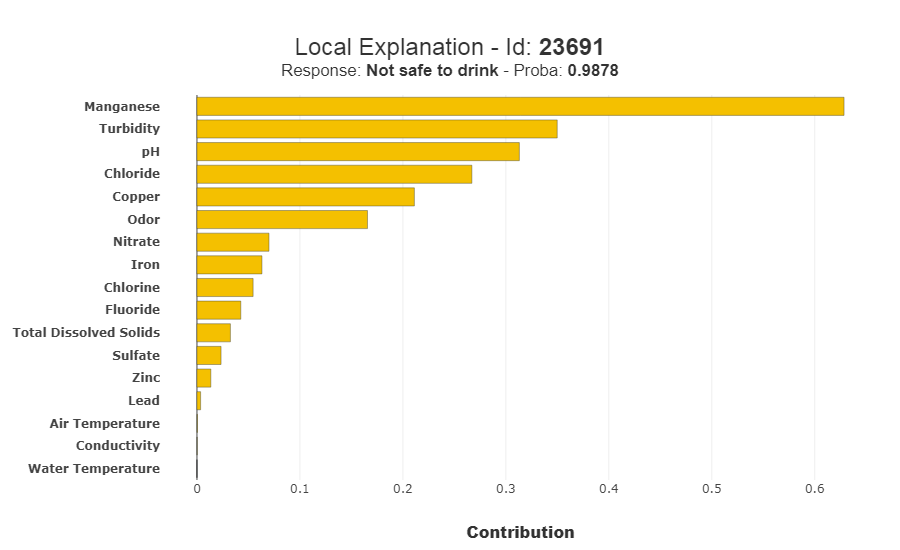 Local Explanation - Id: 23691
Response: Not safe to drink - Proba: 0.9878
Manganese
Turbidity
pH
Chloride
Copper
Odor
Nitrate
Iron
Chlorine
Fluoride
Total Dissolved Solids
Sulfate
Zinc
Lead
Air Temperature
Conductivity
Water Temperature
0 0.1 0.2 0.3 0.4 0.5 0.6
Contribution